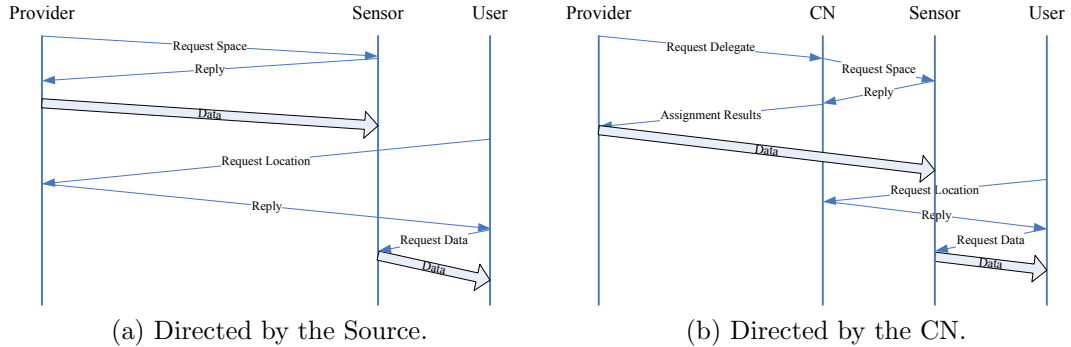 Provider Sensor User
Request Space
Reply
Data
Request Location
Reply
Request Data
Data
(a) Directed by the Source.
Provider CN Sensor User
Request Delegate
Request Space
Reply
Assignment Results
Data
Request Location
Reply
Request Data
Data
(b) Directed by the CN.